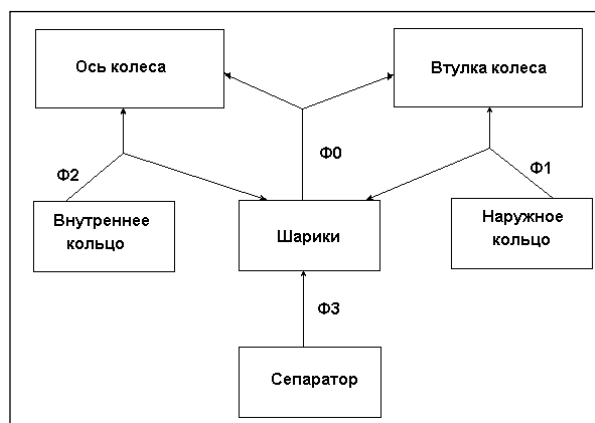 Ось колеса
Втулка колеса
Ф0
Ф2
Ф1
Внутреннее
кольцо
Шарики
Наружное
кольцо
Ф3
Сепаратор